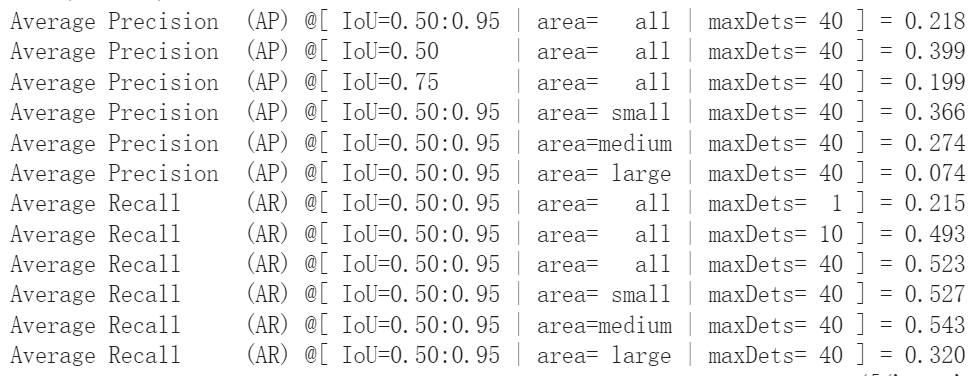 Average Precision  (AP) @[ IoU=0.50:0.95 | area=   all | maxDets= 40 ] = 0.218
Average Precision  (AP) @[ IoU=0.50      | area=   all | maxDets= 40 ] = 0.399
Average Precision  (AP) @[ IoU=0.75      | area=   all | maxDets= 40 ] = 0.199
Average Precision  (AP) @[ IoU=0.50:0.95 | area= small | maxDets= 40 ] = 0.366
Average Precision  (AP) @[ IoU=0.50:0.95 | area=medium | maxDets= 40 ] = 0.274
Average Precision  (AP) @[ IoU=0.50:0.95 | area= large | maxDets= 40 ] = 0.074
Average Recall     (AR) @[ IoU=0.50:0.95 | area=   all | maxDets=  1 ] = 0.215
Average Recall     (AR) @[ IoU=0.50:0.95 | area=   all | maxDets= 10 ] = 0.493
Average Recall     (AR) @[ IoU=0.50:0.95 | area=   all | maxDets= 40 ] = 0.523
Average Recall     (AR) @[ IoU=0.50:0.95 | area= small | maxDets= 40 ] = 0.527
Average Recall     (AR) @[ IoU=0.50:0.95 | area=medium | maxDets= 40 ] = 0.543
Average Recall     (AR) @[ IoU=0.50:0.95 | area= large | maxDets= 40 ] = 0.320